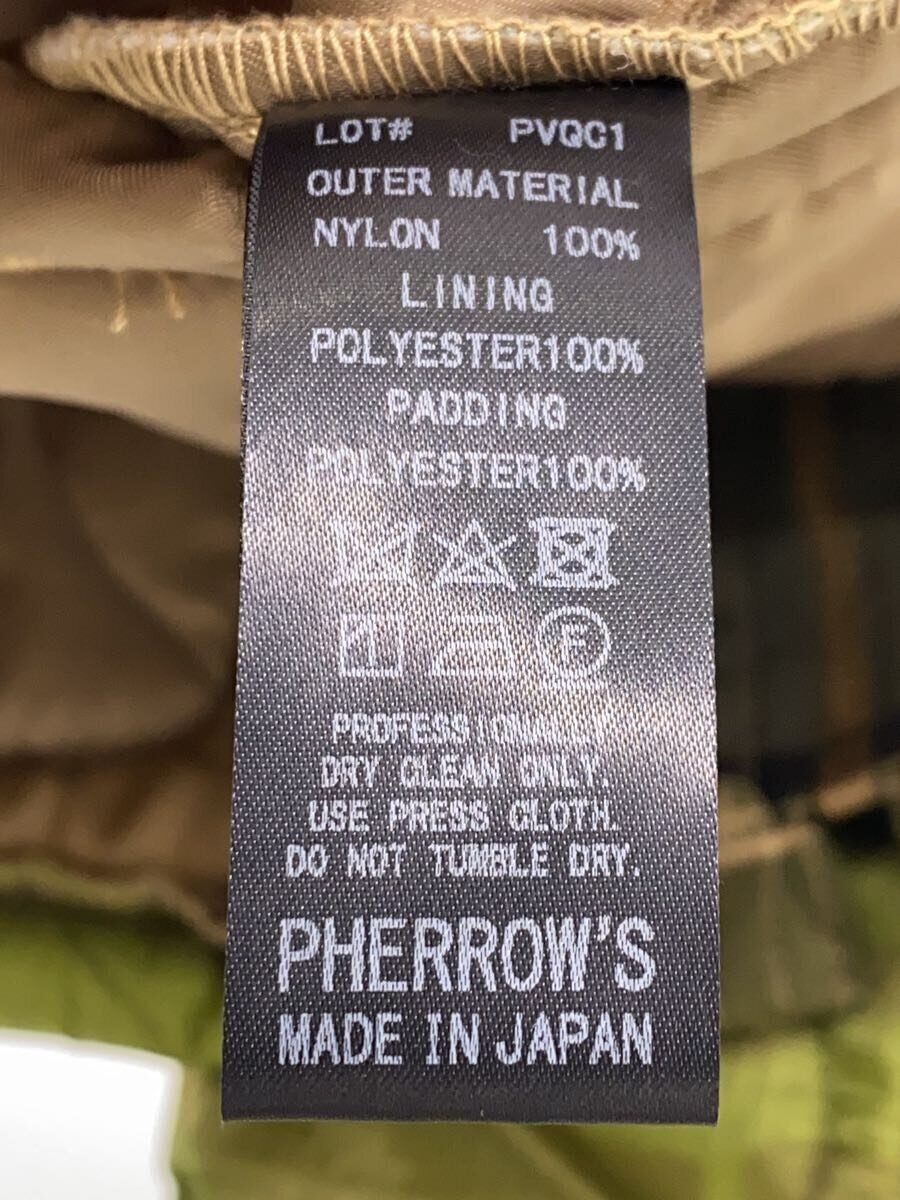 LOT# PVQC1
OUTER MATERIAL
NYLON 100%
LINING
POLYESTER100%
PADDING
POLYESTER100%
F
PROFESSIONALLY
DRY CLEAN ONLY.
USE PRESS CLOTH.
DO NOT TUMBLE DRY.
PHERROW'S
MADE IN JAPAN